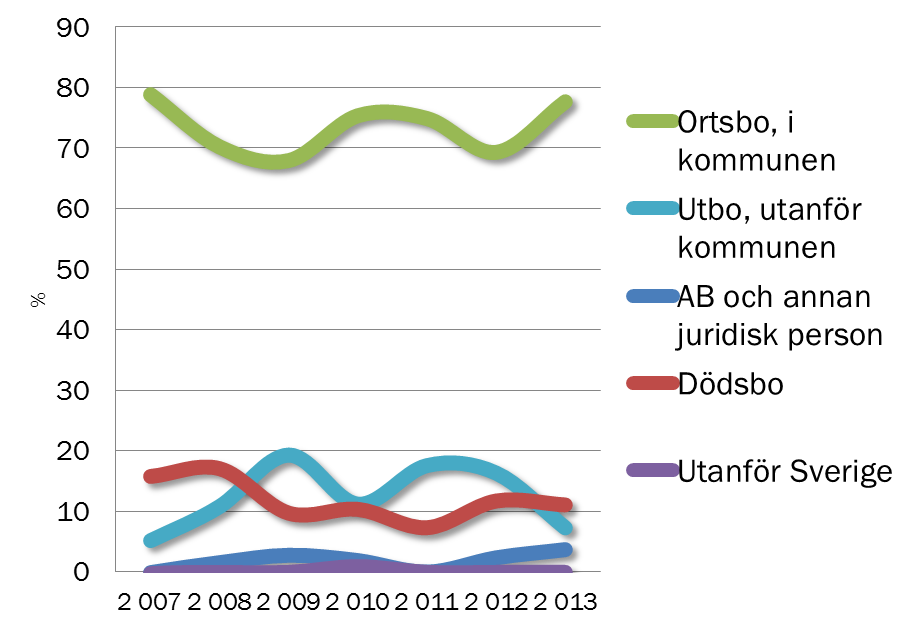 90
80
70
60
50
40
30
20
10
0
%
2 007 2 008 2 009 2 010 2 011 2 012 2 013
Ortsbo, i
kommunen
Utbo, utanför
kommunen
AB och annan
juridisk person
Dödsbo
Utanför Sverige